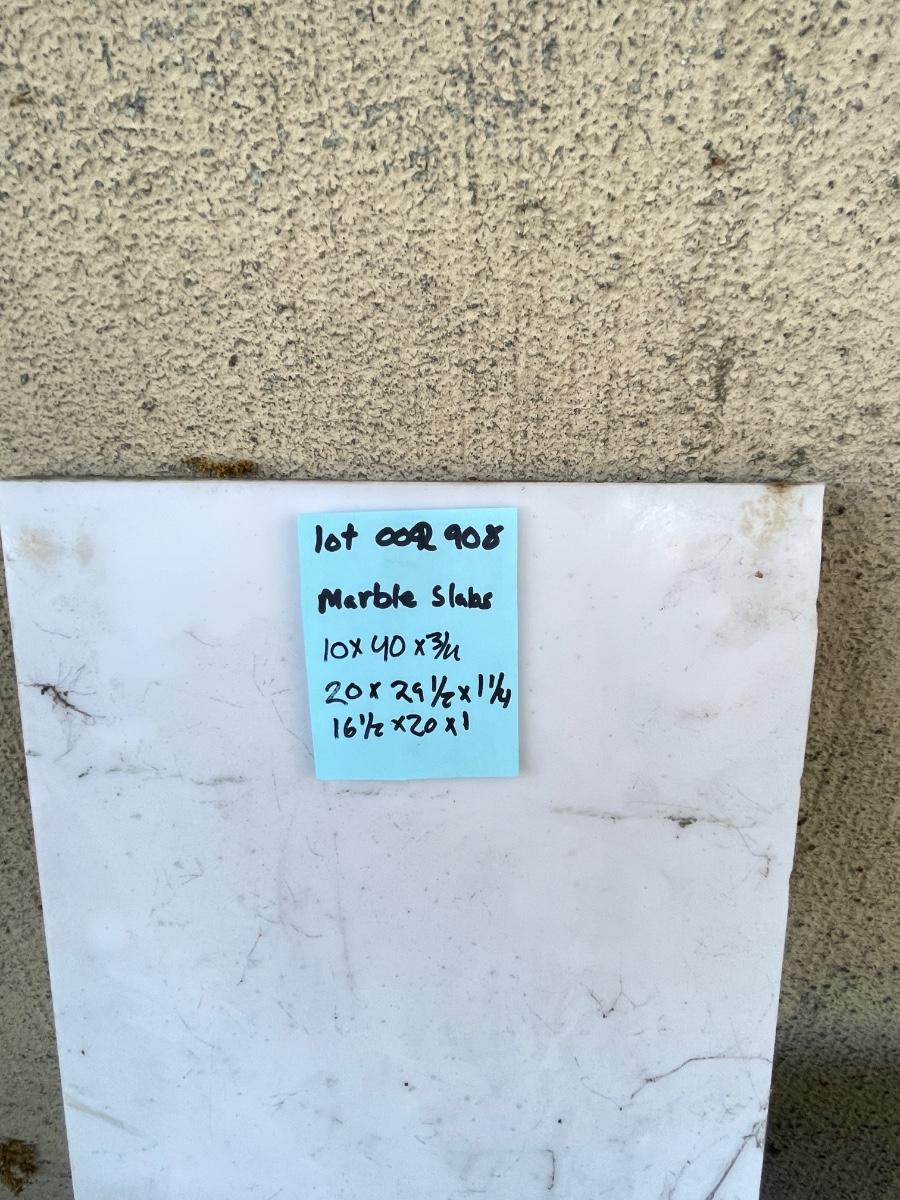 lot 002 908
Marble Slabs
10 x 40 x 3/4
20 x 29 1/2 x 1 1/4
16 1/2 x 20 x 1